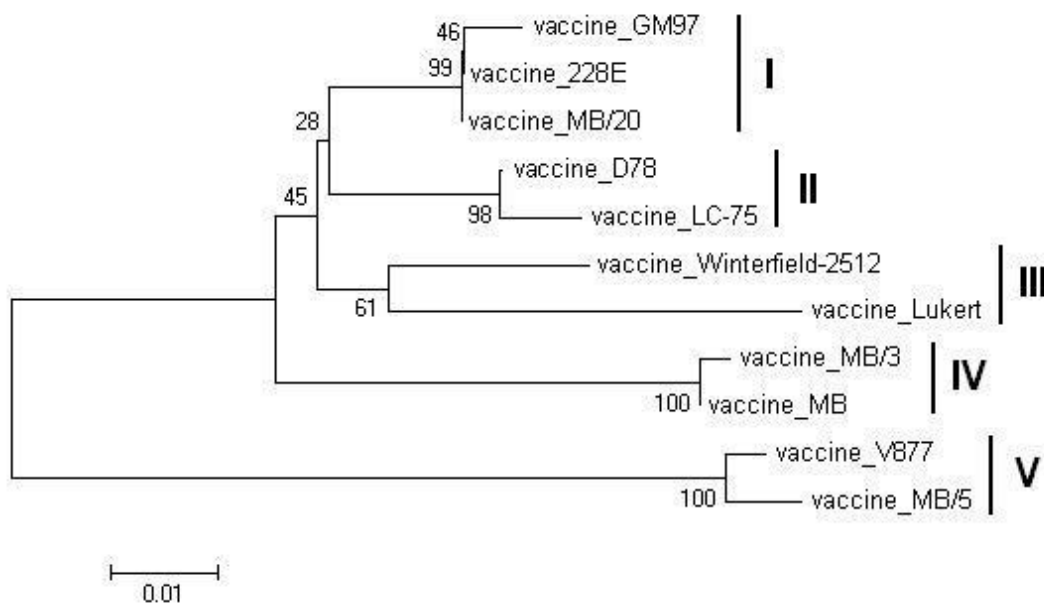 46
vaccine_GM97
99
vaccine_228E
I
vaccine_MB/20
28
vaccine_D78
II
98
vaccine_LC-75
45
vaccine_Winterfield-2512
III
61
vaccine_Lukert
vaccine_MB/3
IV
100
vaccine_MB
vaccine_V877
V
100
vaccine_MB/5
0.01